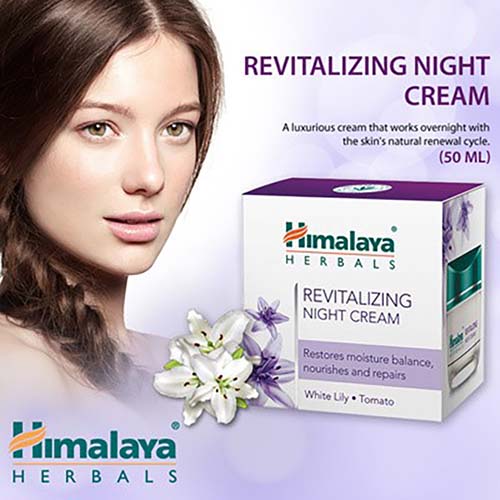 REVITALIZING NIGHT
CREAM
A luxurious cream that works overnight with
the skin's natural renewal cycle.
(50 ML)
Himalaya®
HERBALS
REVITALIZING
NIGHT CREAM
Restores moisture balance,
nourishes and repairs
White Lily • Tomato
Himalaya®
HERBALS